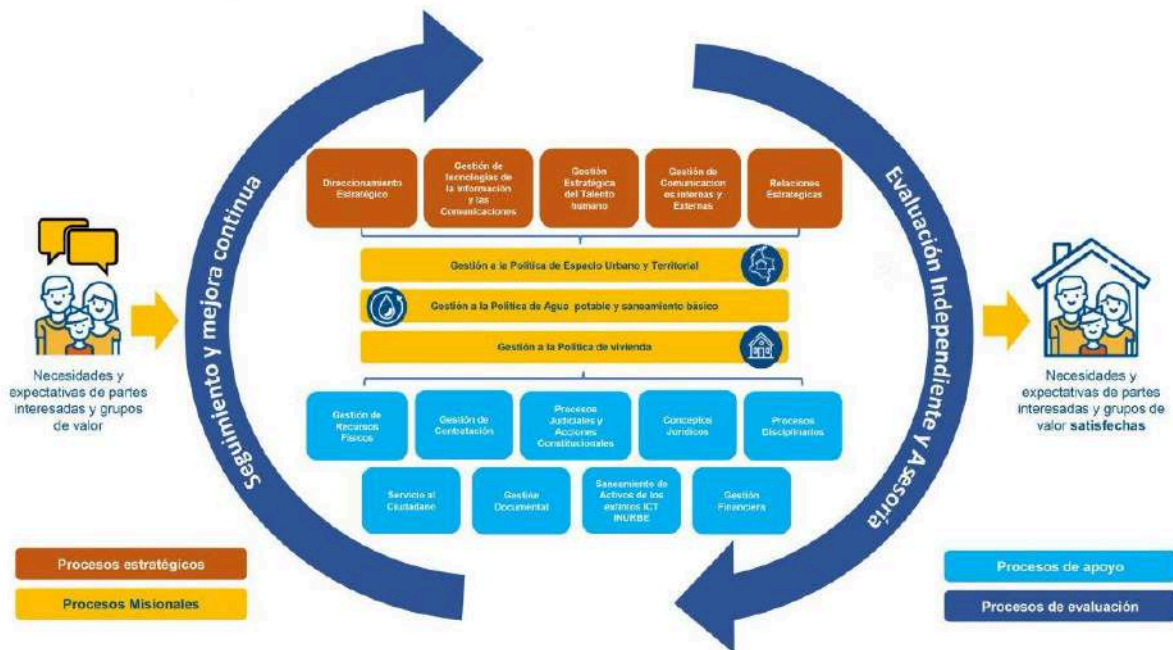 Direccionamiento
Estratégico
Gestión de
tecnologías de
la Información
y las
Comunicaciones
Gestión
Estratégica
del Talento
humano
Gestión de
Comunicacion
es internas y
Externas
Relaciones
Estratégicas
Seguimiento y mejora continua
Evaluación Independiente y Asesoría
Gestión a la Política de Espacio Urbano y Territorial
Gestión a la Política de Agua potable y saneamiento básico
Gestión a la Política de vivienda
Necesidades y
expectativas de partes
interesadas y grupos
de valor
Necesidades y
expectativas de partes
interesadas y grupos de
valor satisfechas
Gestión de
Recursos
Físicos
Gestión de
Contratación
Procesos
Judiciales y
Acciones
Constitucionales
Conceptos
Jurídicos
Procesos
Disciplinarios
Servicio al
Ciudadano
Gestión
Documental
Saneamiento de
Activos de los
extintos ICT
INURBE
Gestión
Financiera
Procesos estratégicos
Procesos Misionales
Procesos de apoyo
Procesos de evaluación